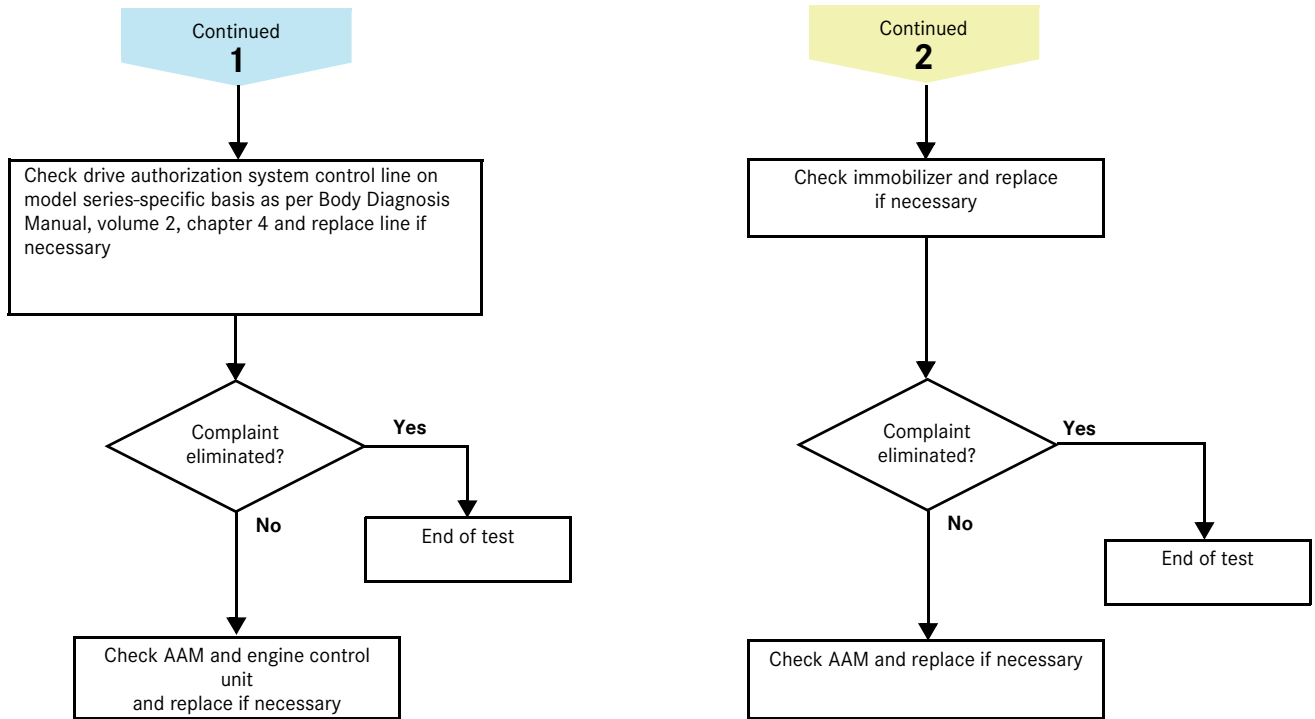 Continued
1
Check drive authorization system control line on
model series-specific basis as per Body Diagnosis
Manual, volume 2, chapter 4 and replace line if
necessary
Complaint
eliminated?
Yes
No
End of test
Check AAM and engine control
unit
and replace if necessary
Continued
2
Check immobilizer and replace
if necessary
Complaint
eliminated?
Yes
No
End of test
Check AAM and replace if necessary